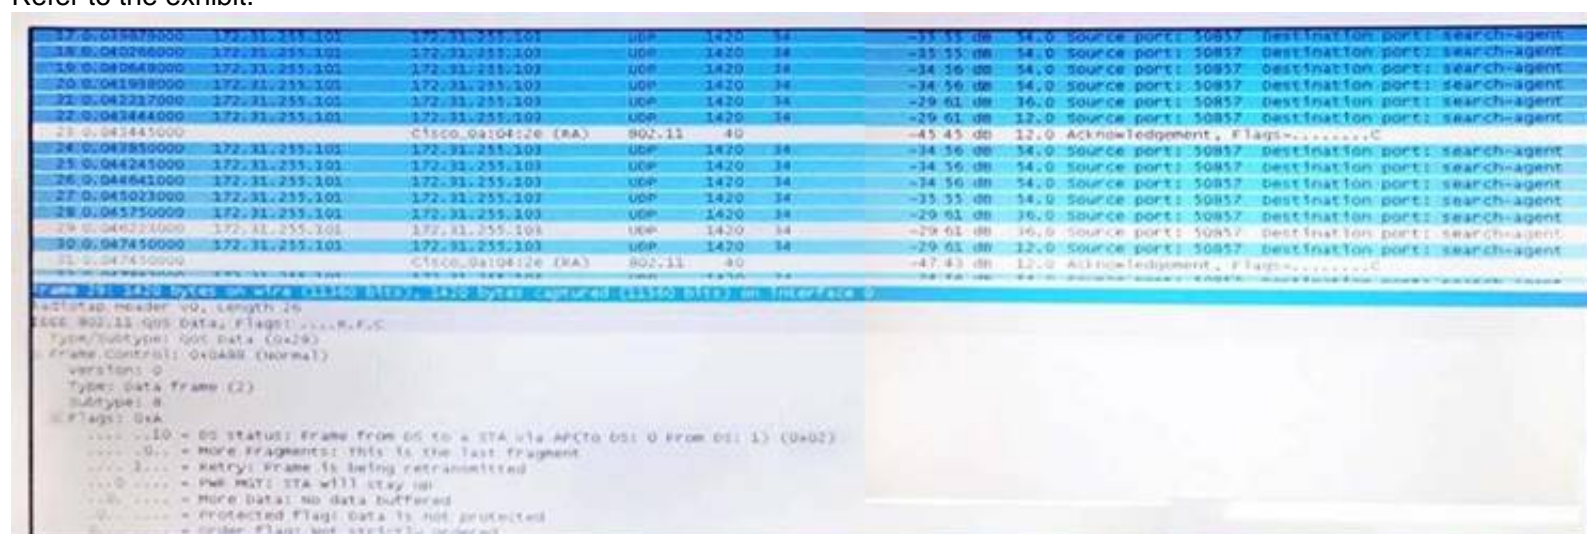 Refer to the exhibit.
17 0.039879000 172.31.255.101 172.31.255.103 UDP 1420 34 -35 55 dB 54.0 Source port: 50857 Destination port: search-agent
18 0.040266000 172.31.255.101 172.31.255.103 UDP 1420 34 -35 55 dB 54.0 Source port: 50857 Destination port: search-agent
19 0.040648000 172.31.255.101 172.31.255.103 UDP 1420 34 -34 56 dB 54.0 Source port: 50857 Destination port: search-agent
20 0.041938000 172.31.255.101 172.31.255.103 UDP 1420 34 -34 56 dB 54.0 Source port: 50857 Destination port: search-agent
21 0.042217000 172.31.255.101 172.31.255.103 UDP 1420 34 -29 61 dB 36.0 Source port: 50857 Destination port: search-agent
22 0.043444000 172.31.255.101 172.31.255.103 UDP 1420 34 -29 61 dB 12.0 Source port: 50857 Destination port: search-agent
23 0.043445000 Cisco_0a:04:2e (RA) 802.11 40 -45 45 dB 12.0 Acknowledgement, Flags=........C
24 0.043850000 172.31.255.101 172.31.255.103 UDP 1420 34 -34 56 dB 54.0 Source port: 50857 Destination port: search-agent
25 0.044245000 172.31.255.101 172.31.255.103 UDP 1420 34 -34 56 dB 54.0 Source port: 50857 Destination port: search-agent
26 0.044641000 172.31.255.101 172.31.255.103 UDP 1420 34 -34 56 dB 54.0 Source port: 50857 Destination port: search-agent
27 0.045023000 172.31.255.101 172.31.255.103 UDP 1420 34 -35 55 dB 54.0 Source port: 50857 Destination port: search-agent
28 0.045750000 172.31.255.101 172.31.255.103 UDP 1420 34 -29 61 dB 36.0 Source port: 50857 Destination port: search-agent
29 172.31.255.101 172.31.255.103 UDP 1420 34 -29 61 dB 36.0 Source port: 50857 Destination port: search-agent
30 0.047450000 172.31.255.101 172.31.255.103 UDP 1420 34 -29 61 dB 12.0 Source port: 50857 Destination port: search-agent
31 0.047450000 Cisco_0a:04:2e (RA) 802.11 40 -47 43 dB 12.0 Acknowledgement, Flags=........C
Frame 29: 1420 bytes on wire (11360 bits), 1420 bytes captured (11360 bits) on interface 0
Radiotap Header v0, Length 26
IEEE 802.11 QoS Data, Flags: ....R.F.C
Type/Subtype: QoS Data (0x28)
Frame Control: 0x0A88 (Normal)
Version: 0
Type: Data frame (2)
Subtype: 8
Flags: 0xA
.... ..10 = DS status: Frame from DS to a STA via AP(To DS: 0 From DS: 1) (0x02)
.... .0.. = More Fragments: This is the last fragment
.... 1... = Retry: Frame is being retransmitted
...0 .... = PWR MGT: STA will stay up
..0. .... = More Data: No data buffered
.0.. .... = Protected flag: Data is not protected
0... .... = Order flag: Not strictly ordered